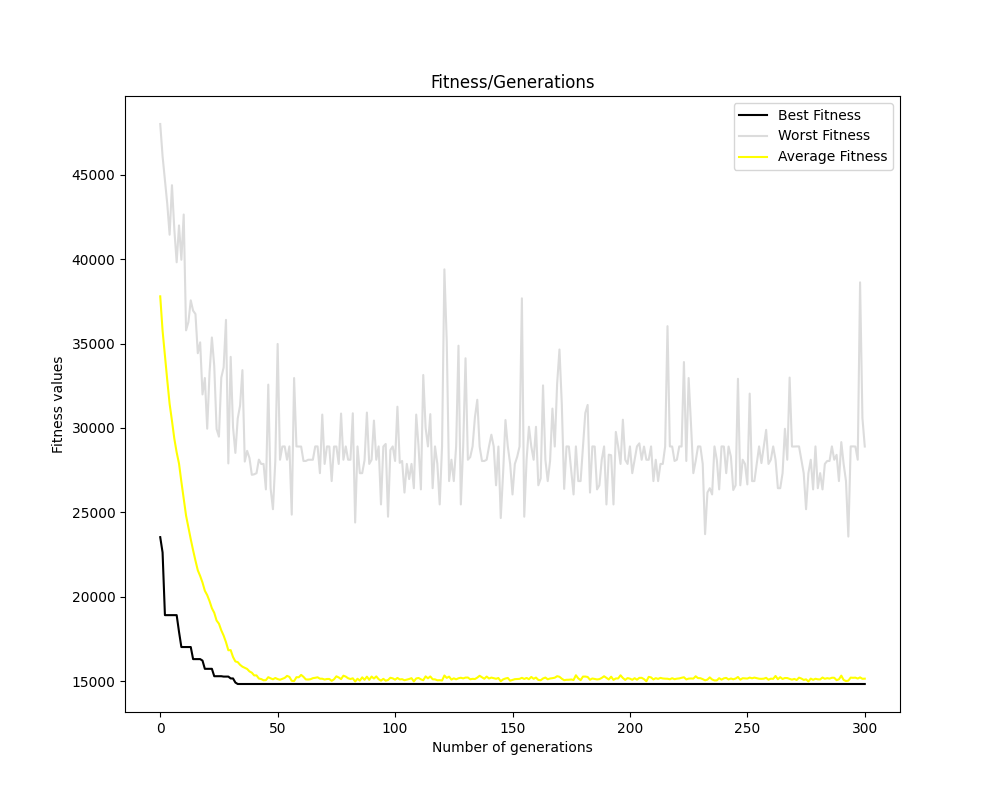 Fitness/Generations
Best Fitness
Worst Fitness
Average Fitness
45000
40000
35000
30000
25000
20000
15000
Fitness values
0
50
100
150
200
250
300
Number of generations